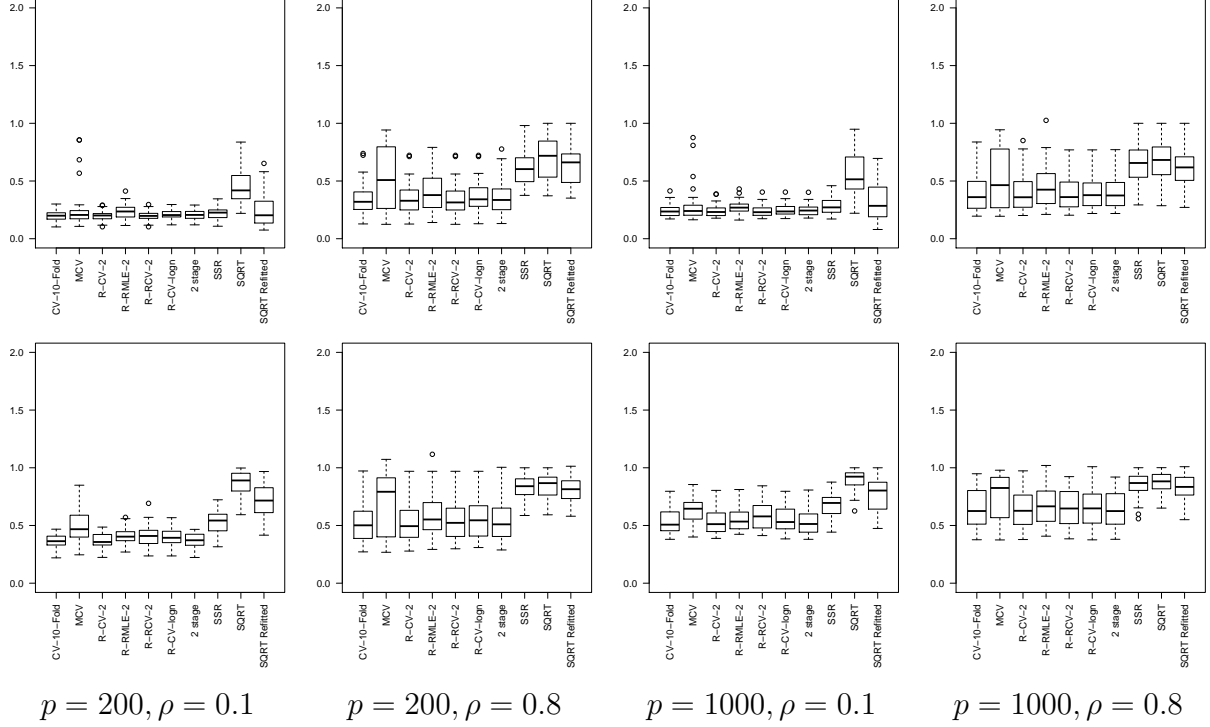 2.0 2.0 2.0 2.0
1.5 1.5 1.5 1.5
1.0 1.0 1.0 1.0
0.5 0.5 0.5 0.5
0.0 0.0 0.0 0.0
CV−10−Fold MCV R−CV−2 R−RMLE−2 R−RCV−2 R−CV−logn 2 stage SSR SQRT SQRT Refitted CV−10−Fold MCV R−CV−2 R−RMLE−2 R−RCV−2 R−CV−logn 2 stage SSR SQRT SQRT Refitted CV−10−Fold MCV R−CV−2 R−RMLE−2 R−RCV−2 R−CV−logn 2 stage SSR SQRT SQRT Refitted CV−10−Fold MCV R−CV−2 R−RMLE−2 R−RCV−2 R−CV−logn 2 stage SSR SQRT SQRT Refitted
2.0 2.0 2.0 2.0
1.5 1.5 1.5 1.5
1.0 1.0 1.0 1.0
0.5 0.5 0.5 0.5
0.0 0.0 0.0 0.0
CV−10−Fold MCV R−CV−2 R−RMLE−2 R−RCV−2 R−CV−logn 2 stage SSR SQRT SQRT Refitted CV−10−Fold MCV R−CV−2 R−RMLE−2 R−RCV−2 R−CV−logn 2 stage SSR SQRT SQRT Refitted CV−10−Fold MCV R−CV−2 R−RMLE−2 R−RCV−2 R−CV−logn 2 stage SSR SQRT SQRT Refitted CV−10−Fold MCV R−CV−2 R−RMLE−2 R−RCV−2 R−CV−logn 2 stage SSR SQRT SQRT Refitted
p = 200, ρ = 0.1 p = 200, ρ = 0.8 p = 1000, ρ = 0.1 p = 1000, ρ = 0.8